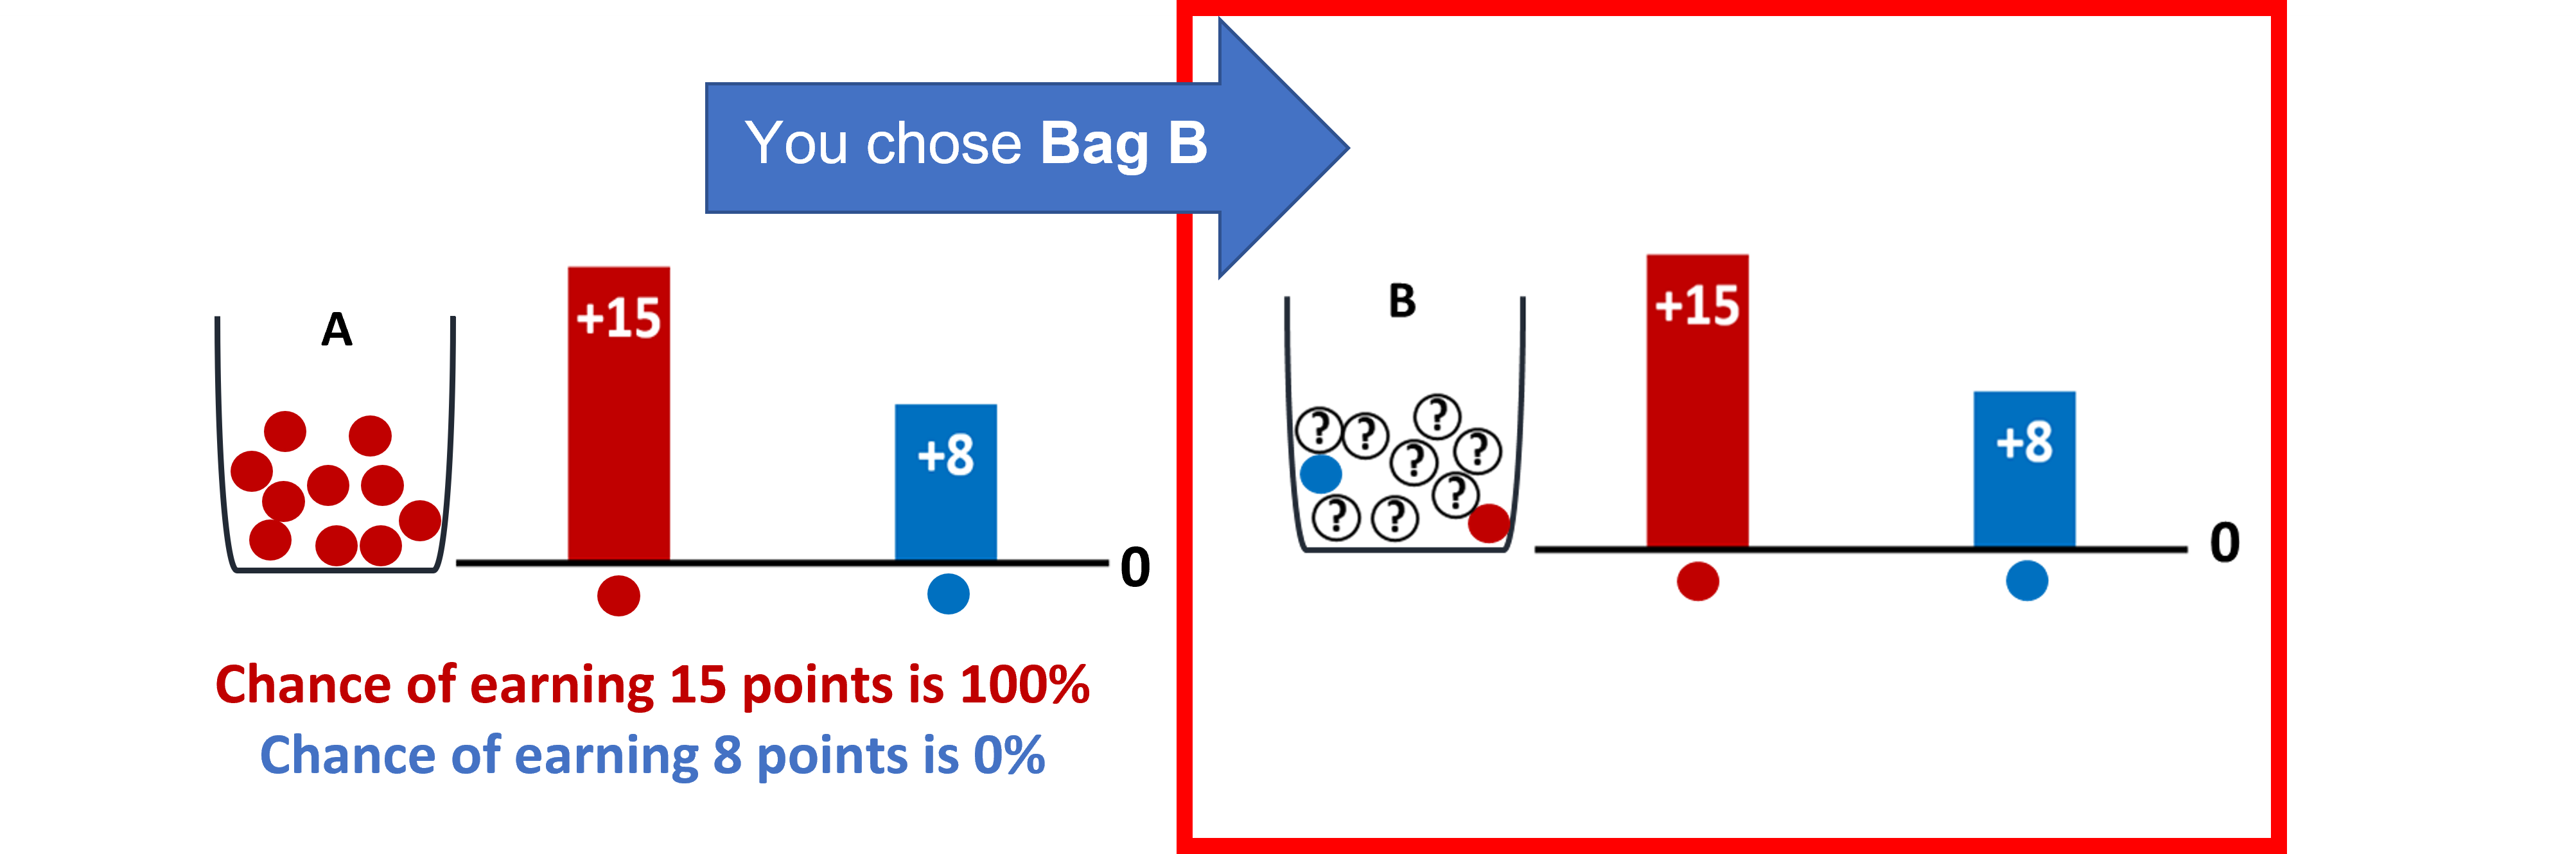 You chose Bag B
A
+15
+8
0
Chance of earning 15 points is 100%
Chance of earning 8 points is 0%
B
+15
+8
? ? ? ? ? ? ? ?
0